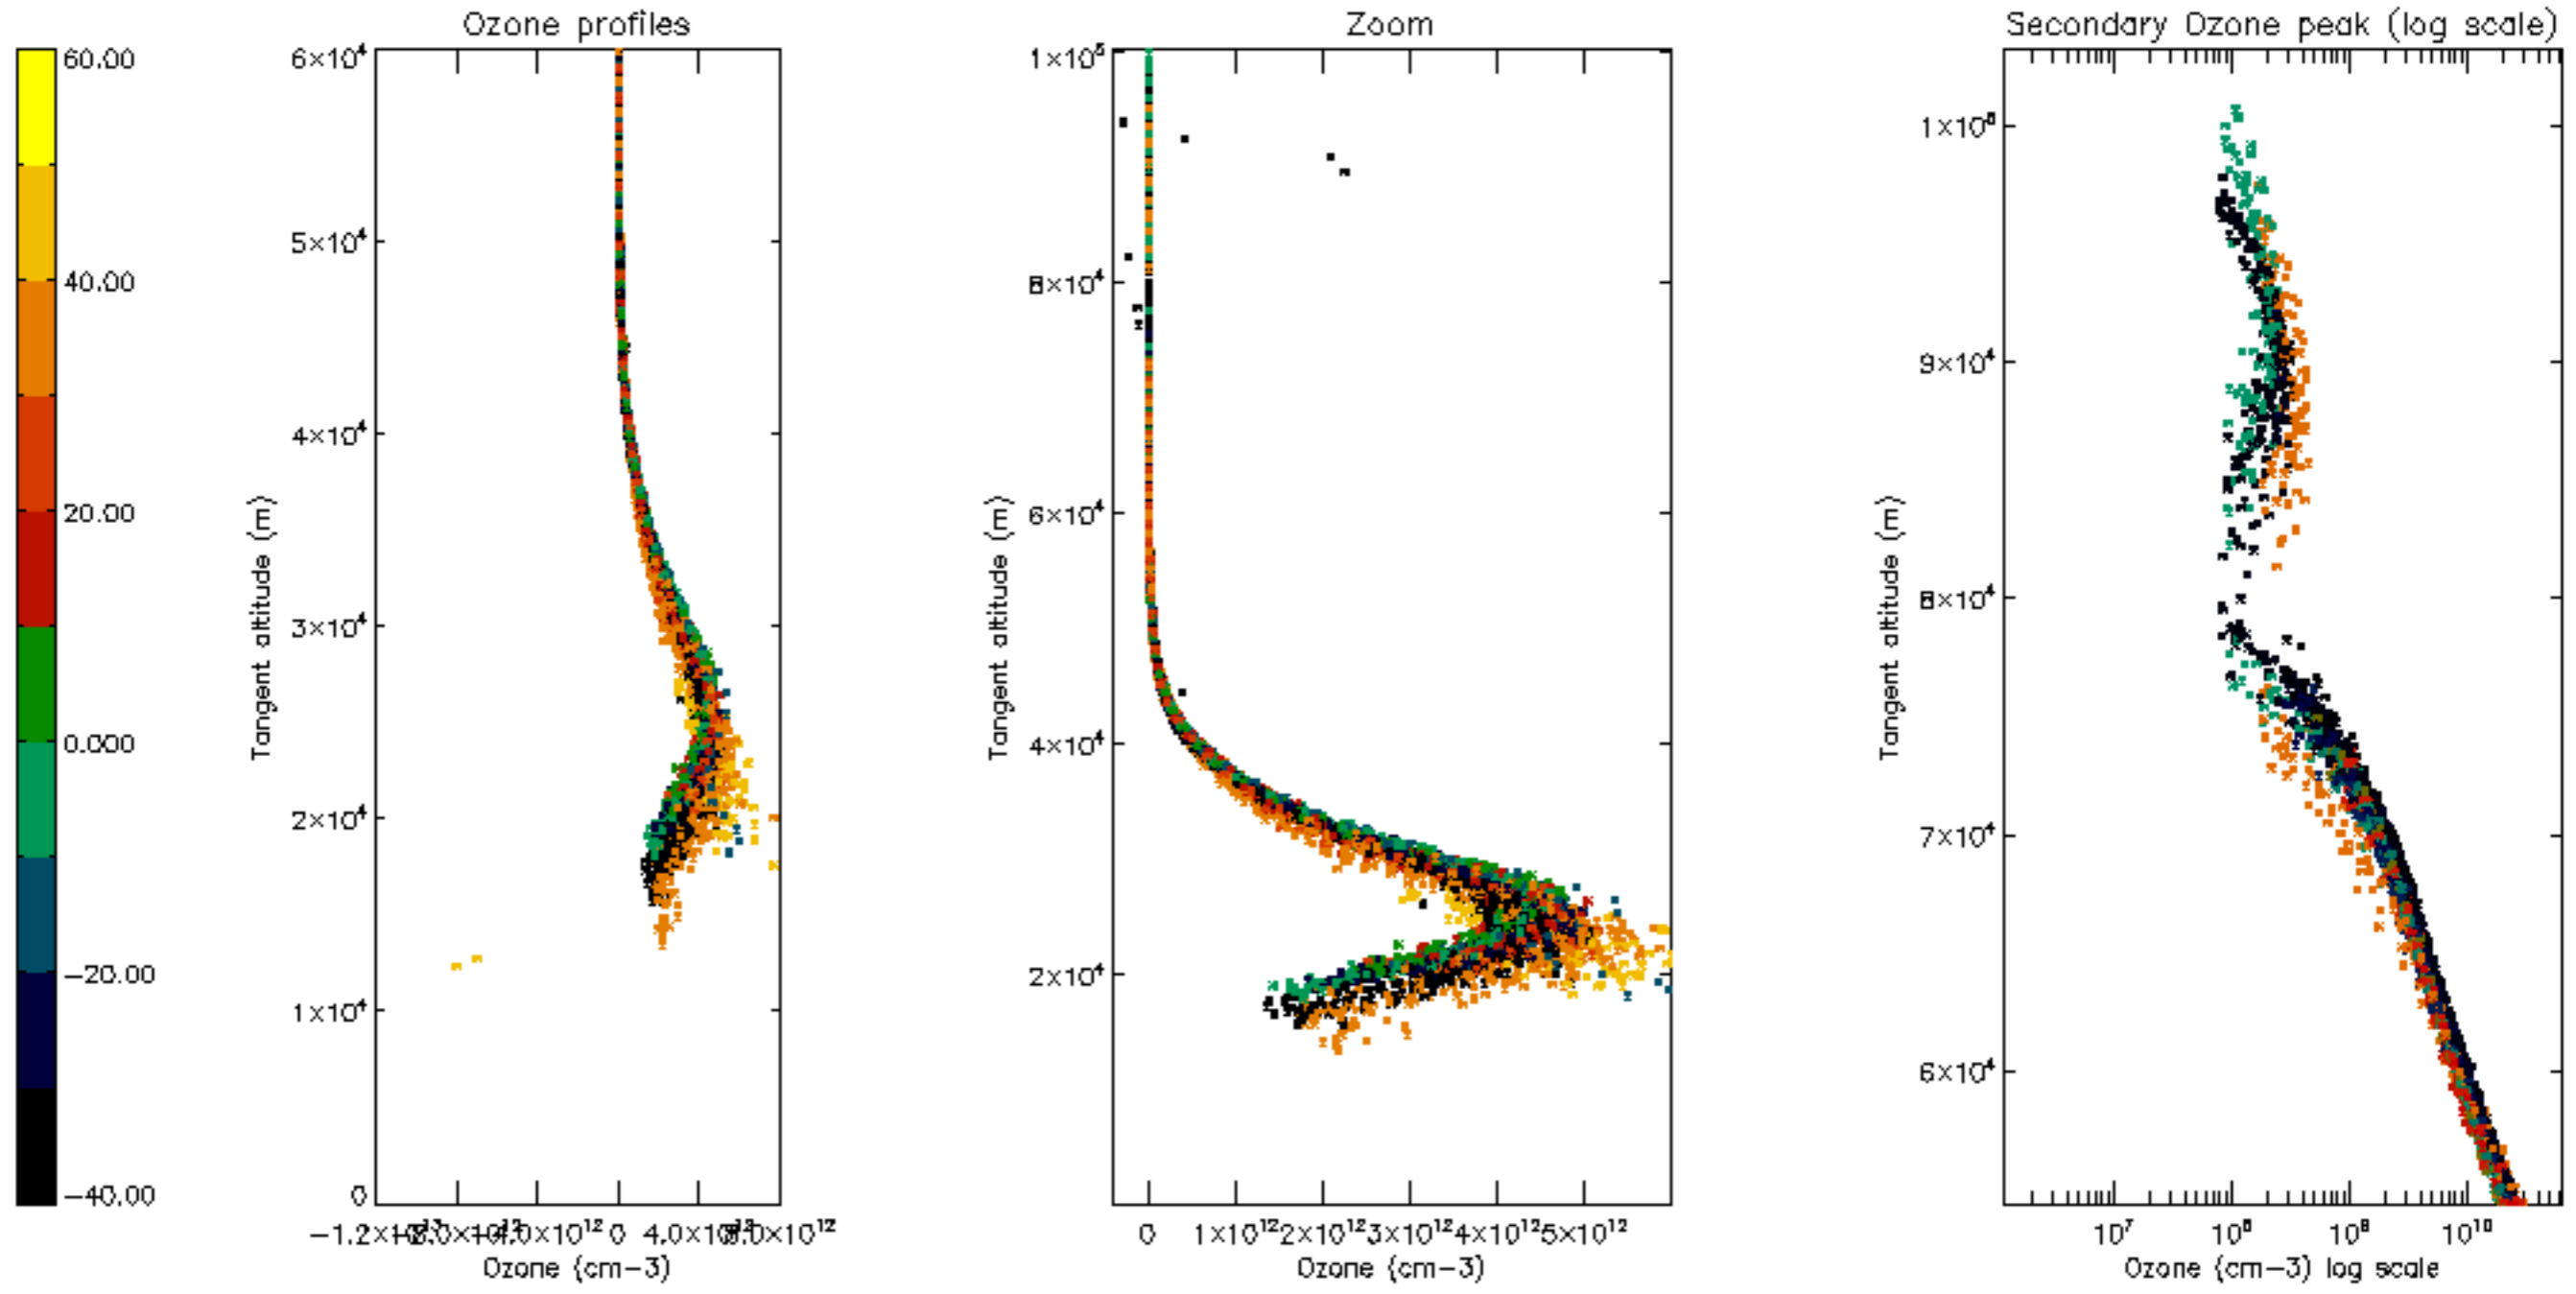 Ozone profiles
Zoom
Secondary Ozone peak (log scale)
60.00
40.00
20.00
0.000
−20.00
−40.00
Tangent altitude (m)
6×10⁴
5×10⁴
4×10⁴
3×10⁴
2×10⁴
1×10⁴
0
0
Ozone (cm−3)
Tangent altitude (m)
1×10⁵
8×10⁴
6×10⁴
4×10⁴
2×10⁴
0 1×10¹² 2×10¹² 3×10¹² 4×10¹² 5×10¹²
Ozone (cm−3)
Tangent altitude (m)
1×10⁵
9×10⁴
8×10⁴
7×10⁴
6×10⁴
10⁷ 10⁸ 10⁹ 10¹⁰
Ozone (cm−3) log scale